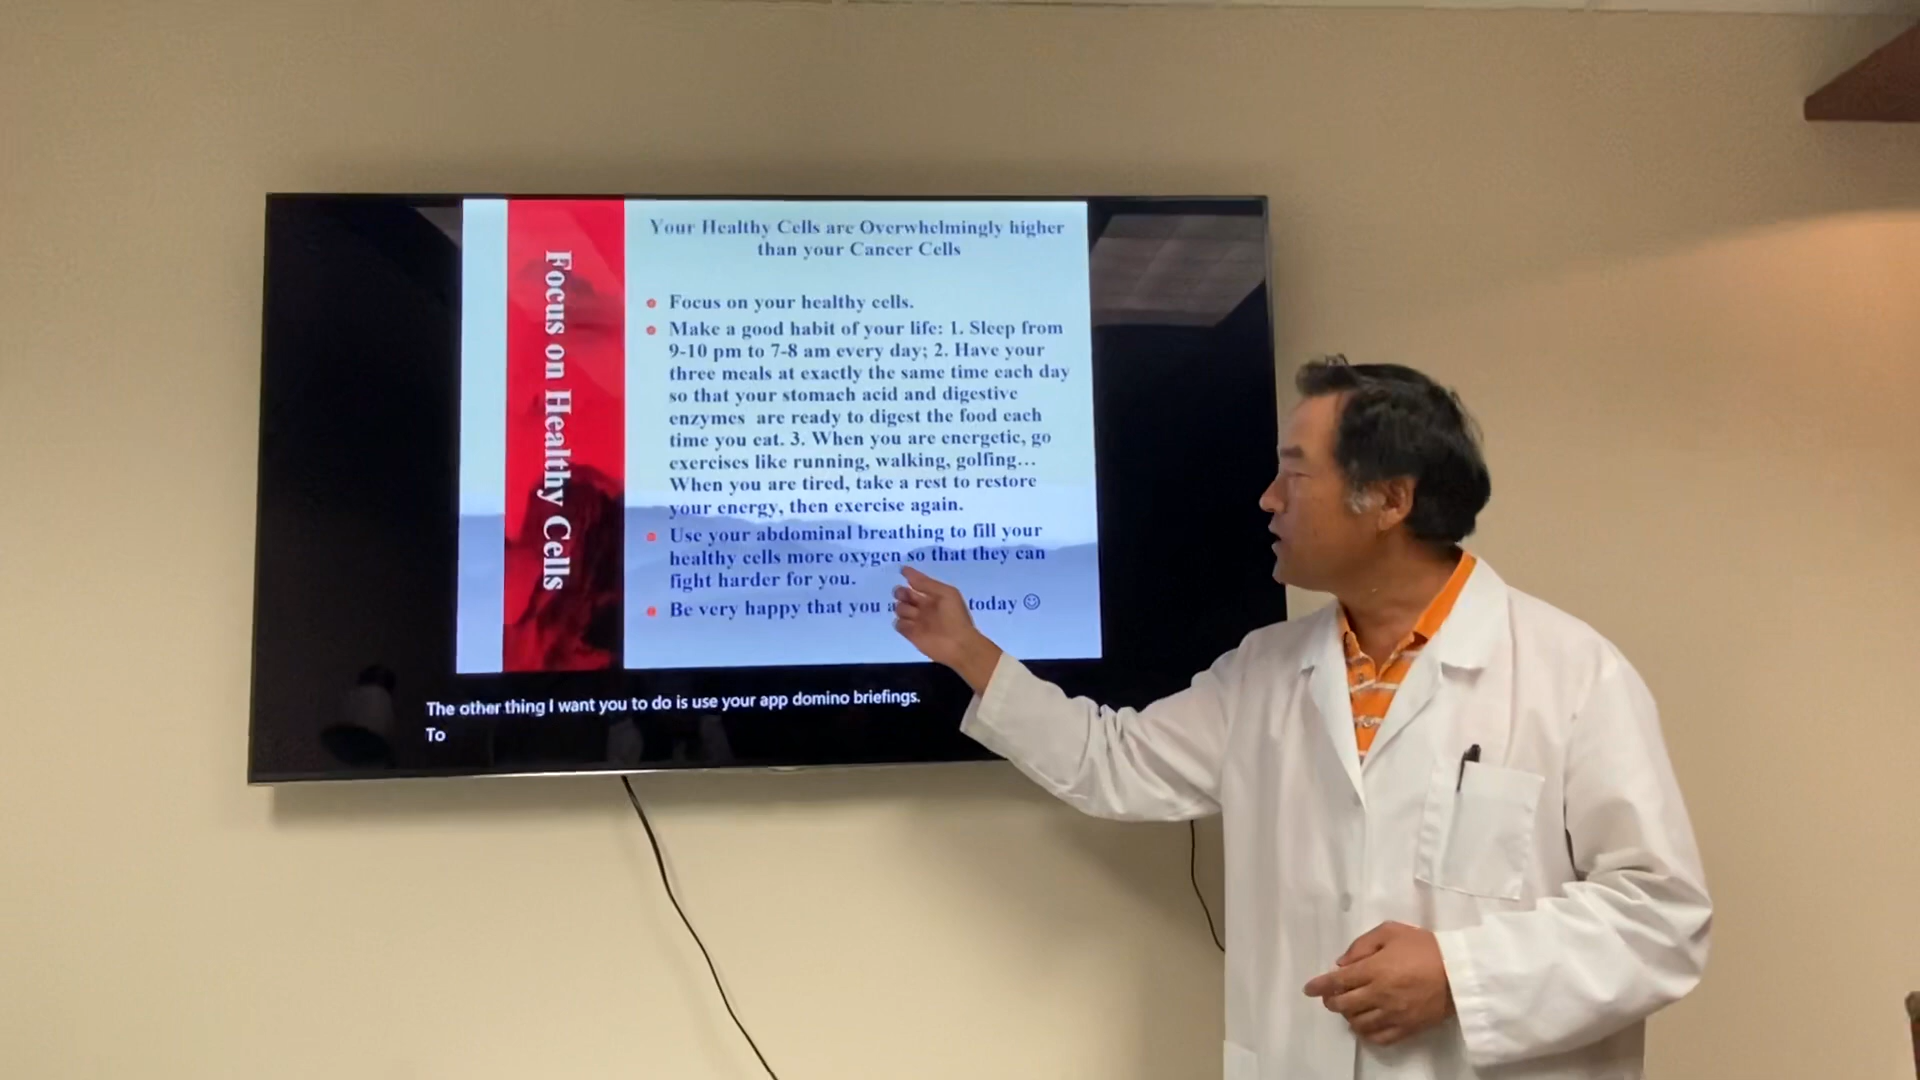 Focus on Healthy Cells
Your Healthy Cells are Overwhelmingly higher
than your Cancer Cells
Focus on your healthy cells.
Make a good habit of your life: 1. Sleep from
9-10 pm to 7-8 am every day; 2. Have your
three meals at exactly the same time each day
so that your stomach acid and digestive
enzymes are ready to digest the food each
time you eat. 3. When you are energetic, go
exercises like running, walking, golfing…
When you are tired, take a rest to restore
your energy, then exercise again.
Use your abdominal breathing to fill your
healthy cells more oxygen so that they can
fight harder for you.
Be very happy that you today ☺
The other thing I want you to do is use your app domino briefings.
To